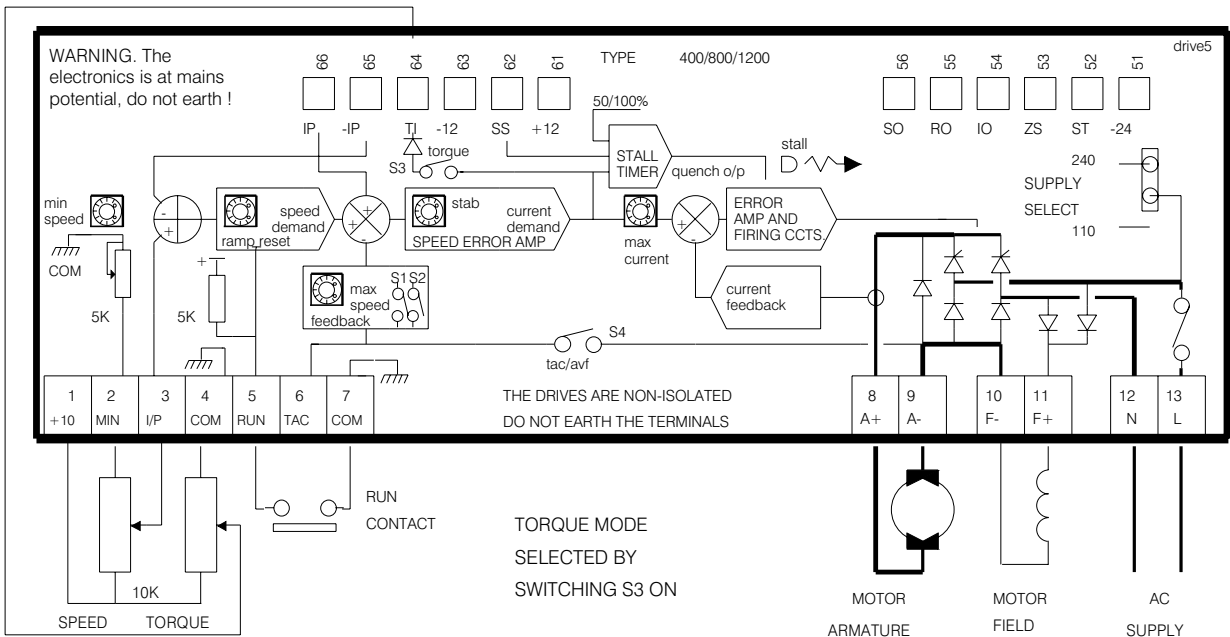 WARNING. The
electronics is at mains
potential, do not earth !
66 65 64 63 62 61
TYPE 400/800/1200
56 55 54 53 52 51
drive5
IP -IP TI -12 SS +12
50/100%
SO RO IO ZS ST -24
S3 torque
STALL
TIMER
stall
quench o/p
240
SUPPLY
SELECT
110
min
speed
- +
speed
demand
ramp reset
+ + -
stab
current
demand
SPEED ERROR AMP
max
current
+ -
ERROR
AMP AND
FIRING CCTS.
COM
5K
+
5K
max
speed
feedback
S1 S2
current
feedback
S4
tac/avf
1 2 3 4 5 6 7
+10 MIN I/P COM RUN TAC COM
THE DRIVES ARE NON-ISOLATED
DO NOT EARTH THE TERMINALS
8 9 10 11 12 13
A+ A- F- F+ N L
RUN
CONTACT
TORQUE MODE
SELECTED BY
SWITCHING S3 ON
10K
SPEED TORQUE
MOTOR
ARMATURE
MOTOR
FIELD
AC
SUPPLY